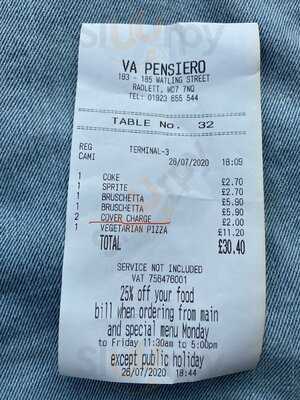 VA PENSIERO
183 - 185 WATLING STREET
RADLETT, WD7 7NQ
TEL: 01923 855 544
TABLE No. 32
REG TERMINAL-3
CAMI 28/07/2020 18:09
1 COKE £2.70
1 SPRITE £2.70
1 BRUSCHETTA £5.90
1 BRUSCHETTA £5.90
2 COVER CHARGE £2.00
1 VEGETARIAN PIZZA £11.20
TOTAL £30.40
SERVICE NOT INCLUDED
VAT 756476001
25% off your food
bill when ordering from main
and special menu Monday
to Friday 11:30am to 5:00pm
except public holiday
28/07/2020 18:44